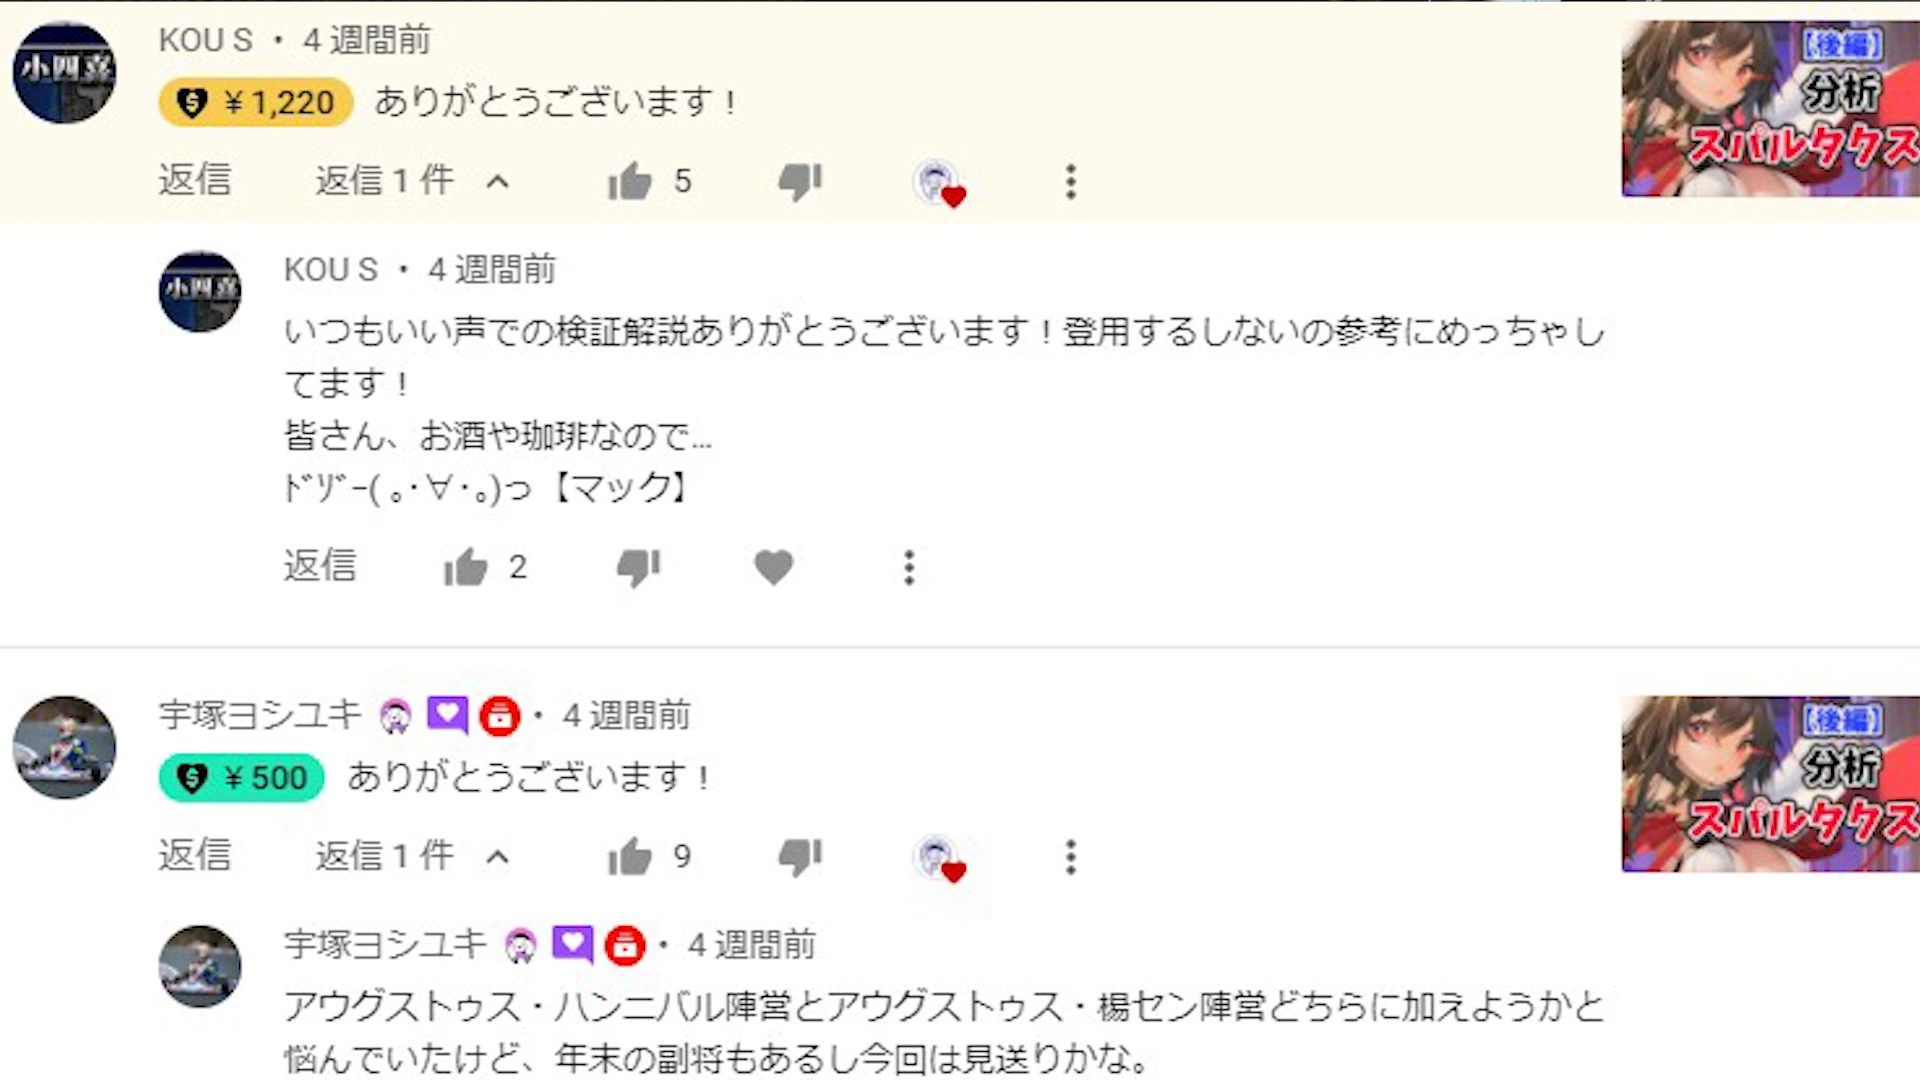 小四喜
KOU S ・ 4 週間前
¥ 1,220 ありがとうございます！
返信 返信 1 件 5
【後編】
分析
スパルタクス
小四喜
KOU S ・ 4 週間前
いつもいい声での検証解説ありがとうございます！登用するしないの参考にめっちゃし
てます！
皆さん、お酒や珈琲なので...
ﾄﾞｿﾞｰ( ｡･∀･｡)っ【マック】
返信 2
宇塚ヨシユキ ・ 4 週間前
¥ 500 ありがとうございます！
返信 返信 1 件 9
【後編】
分析
スパルタクス
宇塚ヨシユキ ・ 4 週間前
アウグストゥス・ハンニバル陣営とアウグストゥス・楊セン陣営どちらに加えようかと
悩んでいたけど、年末の副将もあるし今回は見送りかな。